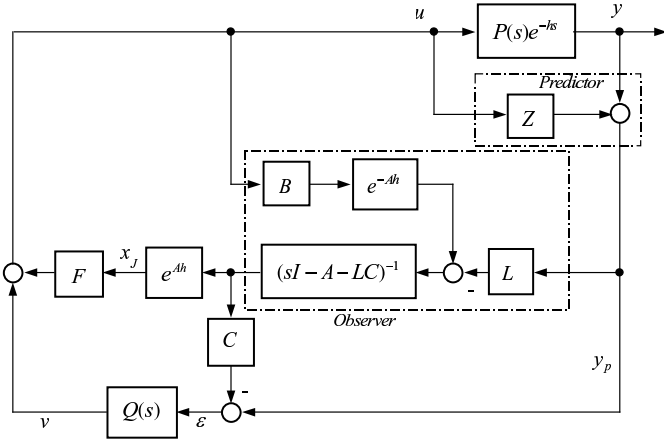 u
y
P(s)e^{-hs}
Predictor
Z
B
e^{-Ah}
F
x_J
e^{Ah}
(sI − A − LC)^{-1}
-
L
Observer
C
y_p
-
v
Q(s)
ε